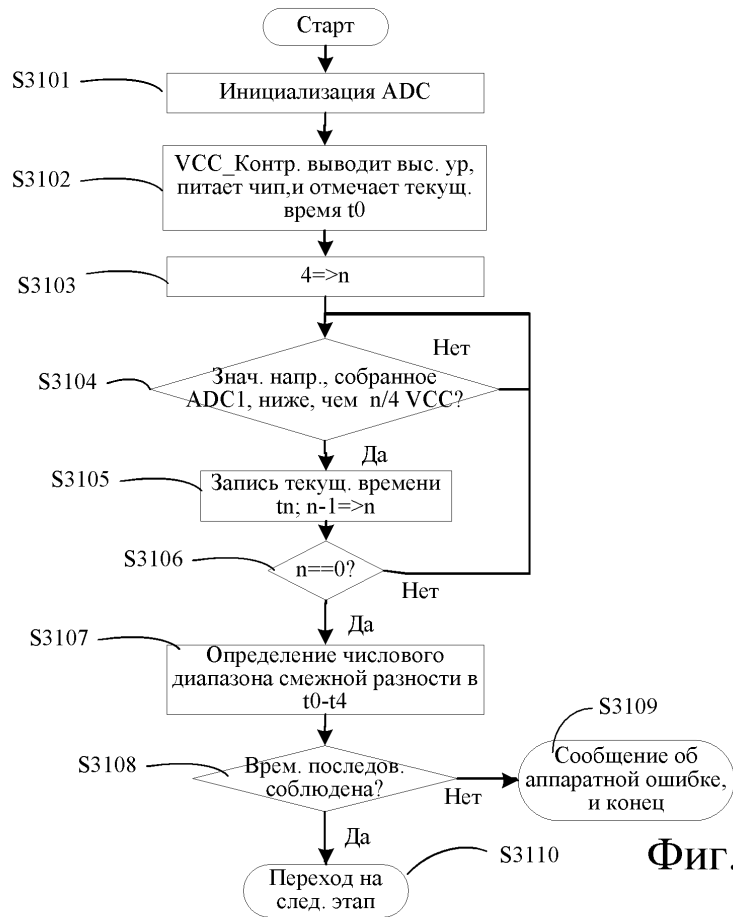 Старт
S3101
Инициализация ADC
S3102
VCC_Контр. выводит выс. ур,
питает чип,и отмечает текущ.
время t0
S3103
4=>n
Нет
S3104
Знач. напр., собранное
ADC1, ниже, чем n/4 VCC?
Да
S3105
Запись текущ. времени
tn; n-1=>n
S3106
n==0?
Нет
Да
S3107
Определение числового
диапазона смежной разности в
t0-t4
S3109
S3108
Врем. последов.
соблюдена?
Нет
Сообщение об
аппаратной ошибке,
и конец
Да
S3110
Переход на
след. этап
Фиг.